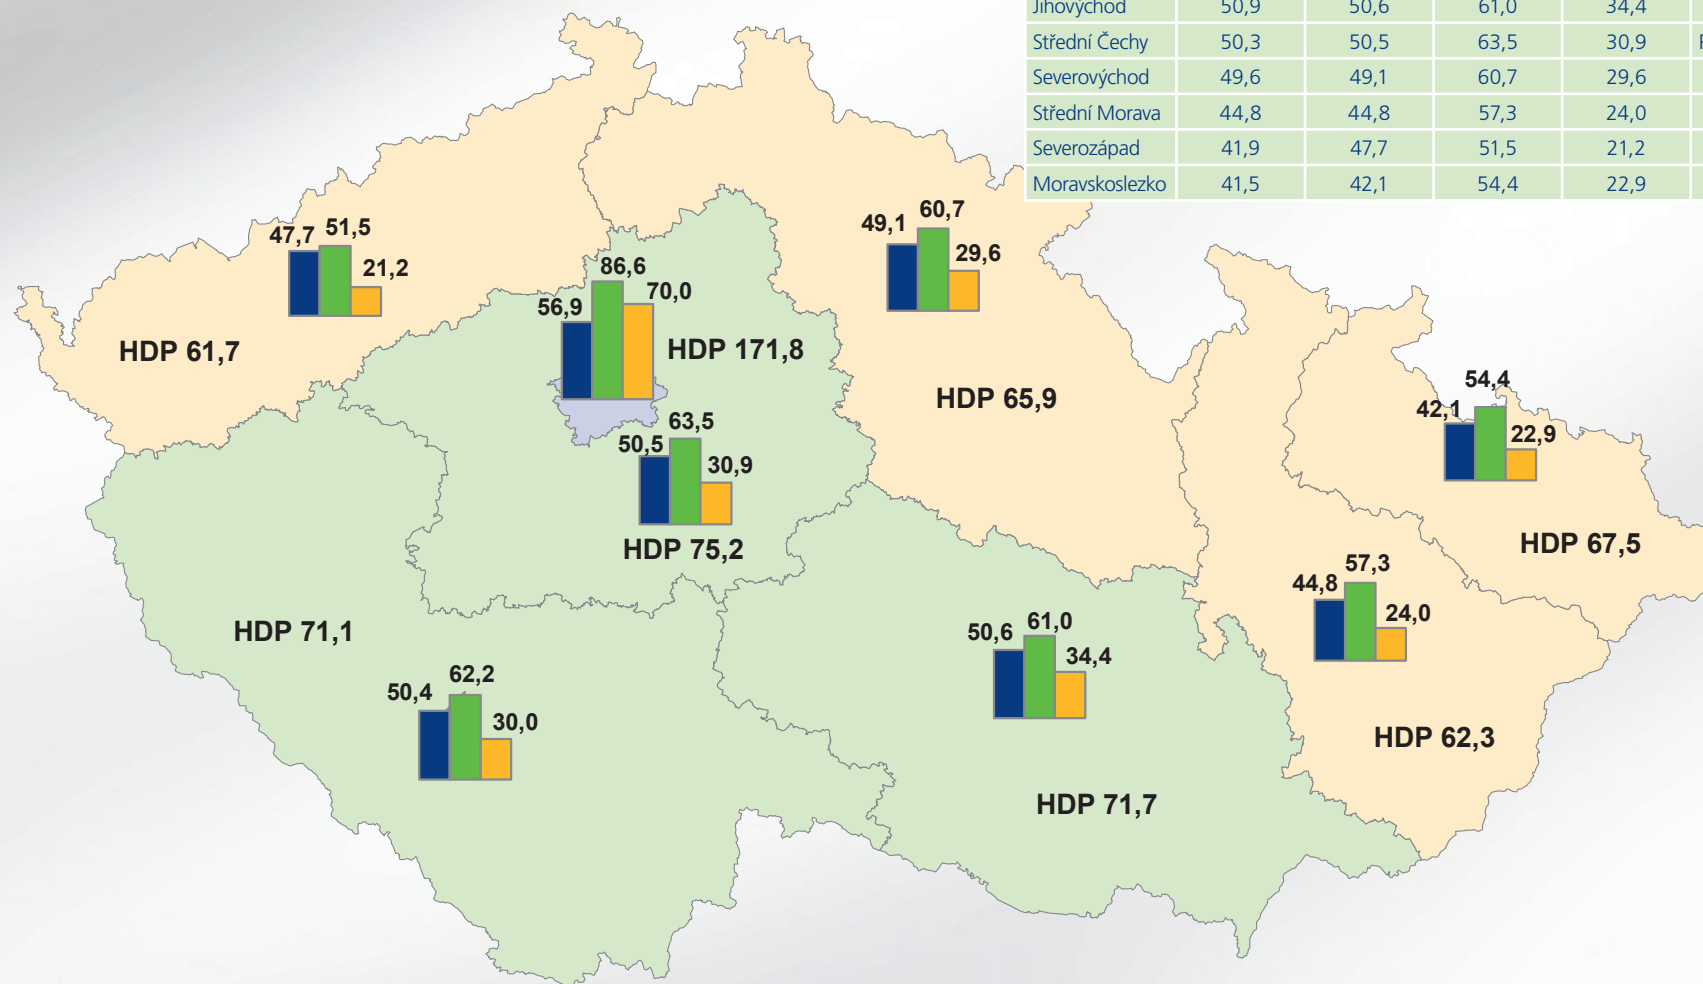 Jihovýchod 50,9 50,6 61,0 34,4
Střední Čechy 50,3 50,5 63,5 30,9
Severovýchod 49,6 49,1 60,7 29,6
Střední Morava 44,8 44,8 57,3 24,0
Severozápad 41,9 47,7 51,5 21,2
Moravskoslezko 41,5 42,1 54,4 22,9
47,7 51,5 21,2
HDP 61,7
56,9 86,6 70,0
HDP 171,8
49,1 60,7 29,6
HDP 65,9
50,5 63,5 30,9
HDP 75,2
42,1 54,4 22,9
HDP 67,5
44,8 57,3 24,0
HDP 62,3
HDP 71,1
50,4 62,2 30,0
50,6 61,0 34,4
HDP 71,7